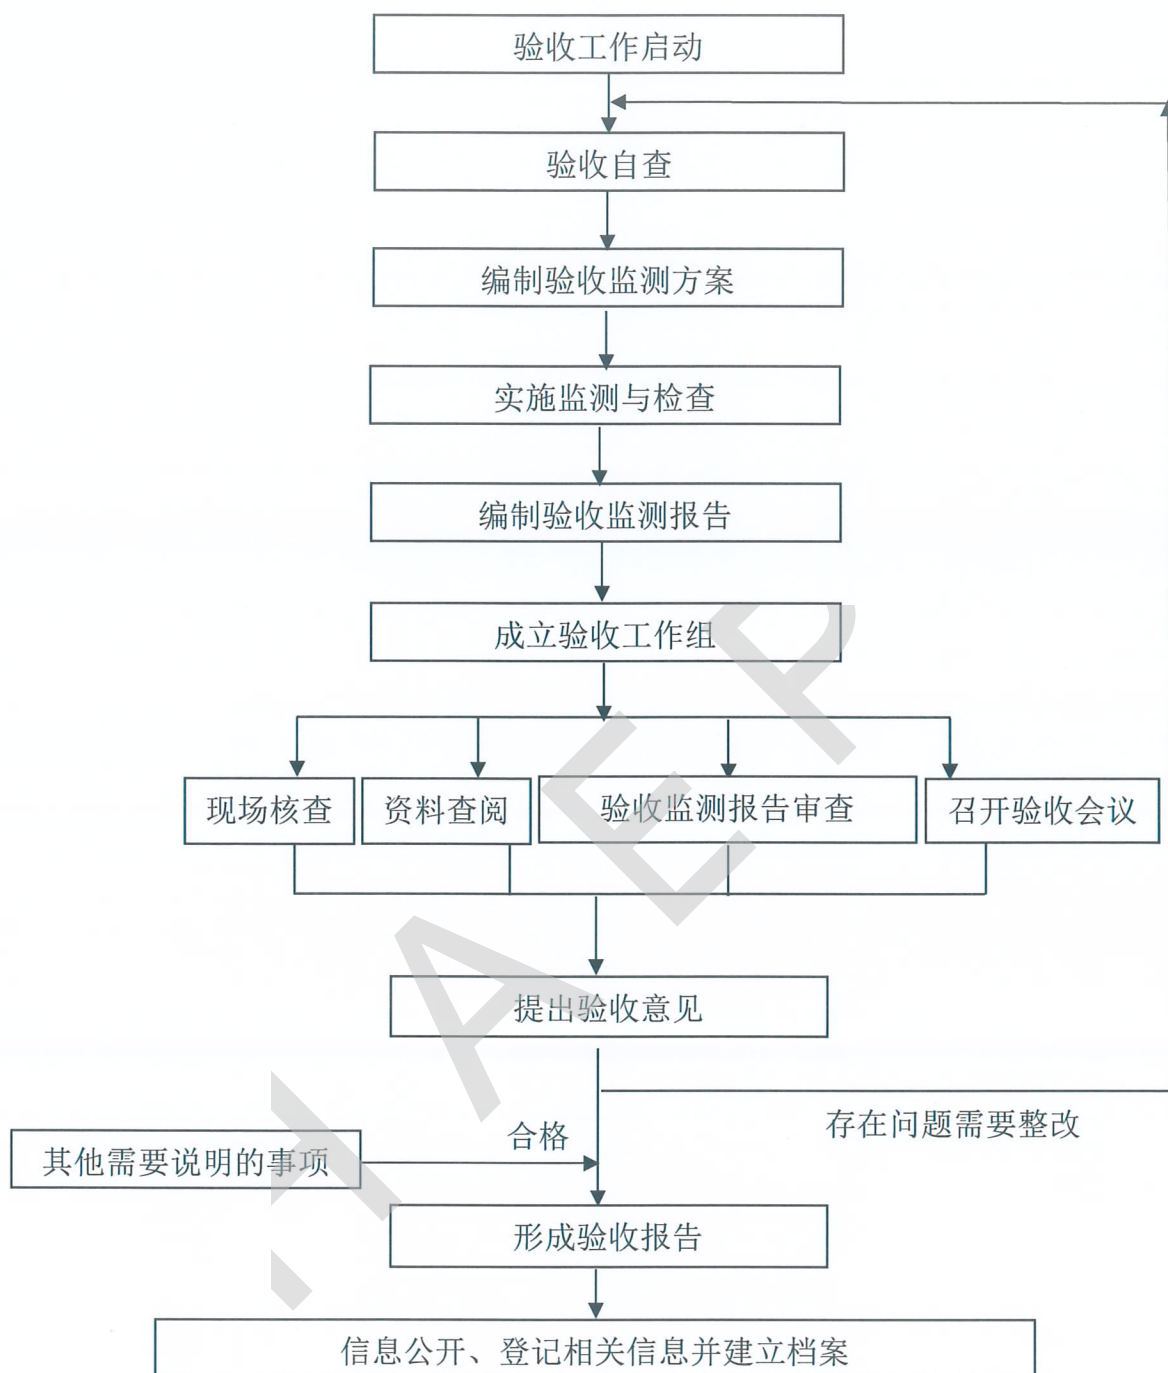 验收工作启动
验收自查
编制验收监测方案
实施监测与检查
编制验收监测报告
成立验收工作组
现场核查
资料查阅
验收监测报告审查
召开验收会议
提出验收意见
存在问题需要整改
合格
其他需要说明的事项
形成验收报告
信息公开、登记相关信息并建立档案
HAEP